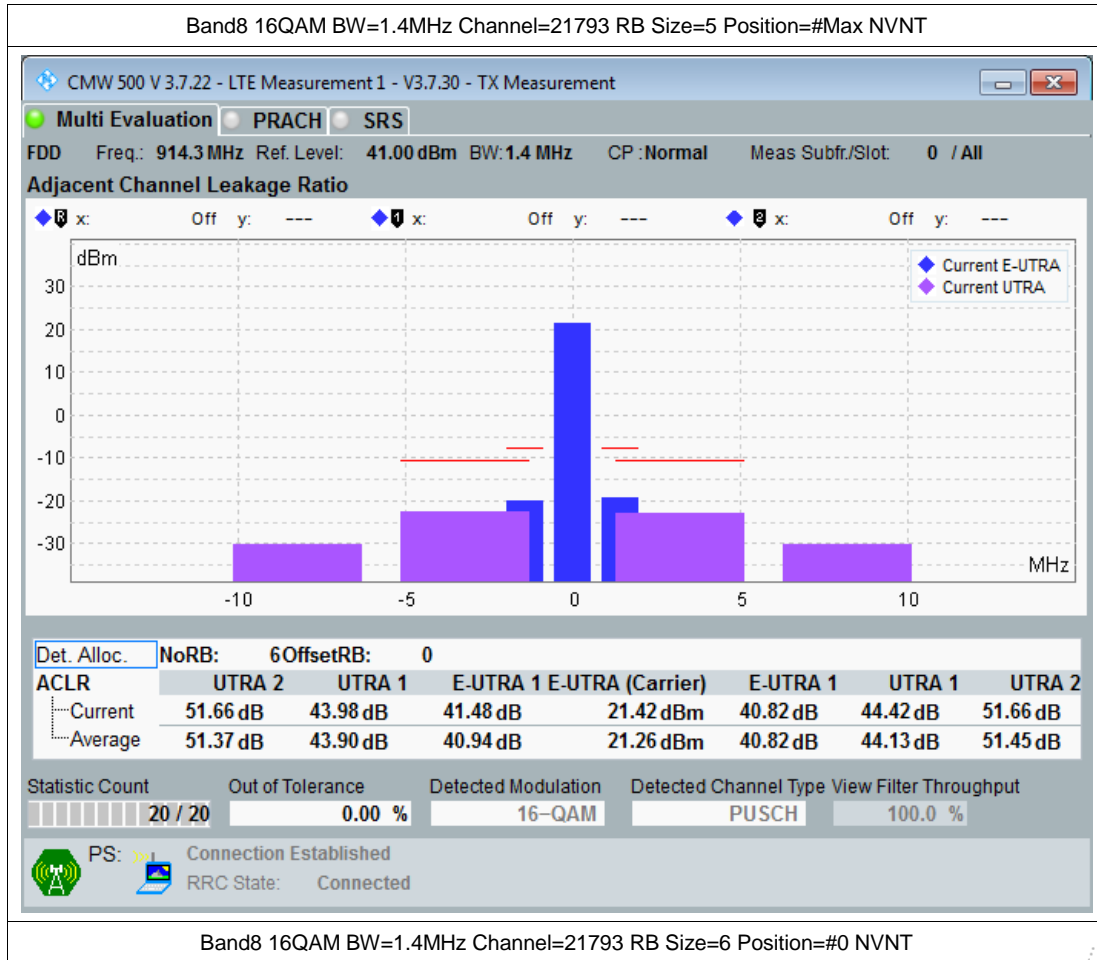 Band8 16QAM BW=1.4MHz Channel=21793 RB Size=5 Position=#Max NVNT
CMW 500 V 3.7.22 - LTE Measurement 1 - V3.7.30 - TX Measurement
Multi Evaluation PRACH SRS
FDD Freq.: 914.3 MHz Ref. Level: 41.00 dBm BW: 1.4 MHz CP : Normal Meas Subfr./Slot: 0 / All
Adjacent Channel Leakage Ratio
R x: Off y: --- 1 x: Off y: --- 2 x: Off y: ---
dBm
Current E-UTRA
Current UTRA
30
20
10
0
-10
-20
-30
MHz
-10 -5 0 5 10
Det. Alloc. NoRB: 6 OffsetRB: 0
ACLR UTRA 2 UTRA 1 E-UTRA 1 E-UTRA (Carrier) E-UTRA 1 UTRA 1 UTRA 2
Current 51.66 dB 43.98 dB 41.48 dB 21.42 dBm 40.82 dB 44.42 dB 51.66 dB
Average 51.37 dB 43.90 dB 40.94 dB 21.26 dBm 40.82 dB 44.13 dB 51.45 dB
Statistic Count Out of Tolerance Detected Modulation Detected Channel Type View Filter Throughput
20 / 20 0.00 % 16-QAM PUSCH 100.0 %
PS: Connection Established
RRC State: Connected
Band8 16QAM BW=1.4MHz Channel=21793 RB Size=6 Position=#0 NVNT